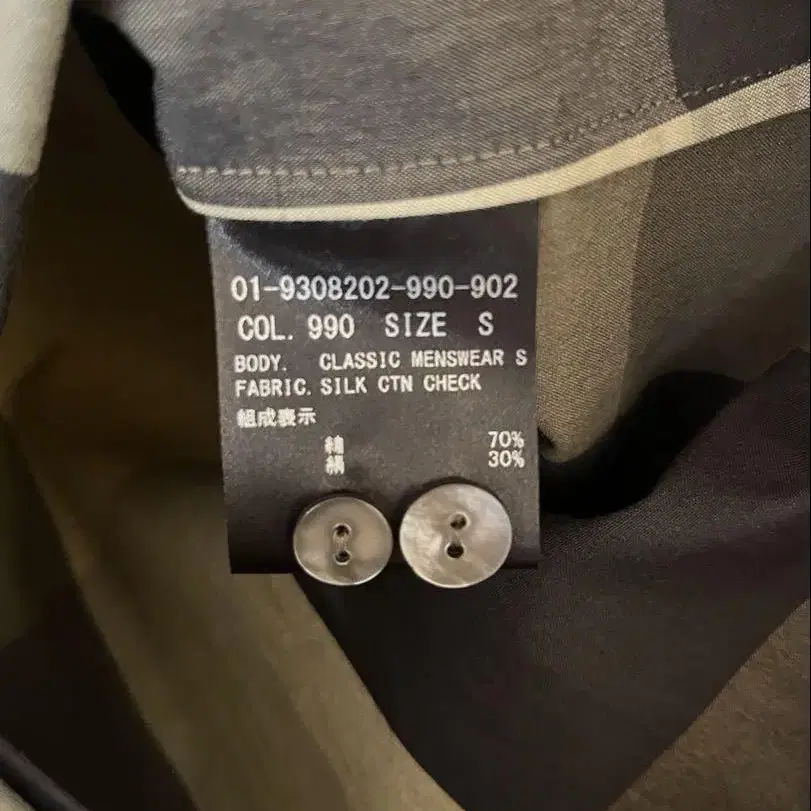 01-9308202-990-902
COL. 990 SIZE S
BODY. CLASSIC MENSWEAR S
FABRIC. SILK CTN CHECK
組成表示
綿 70%
絹 30%